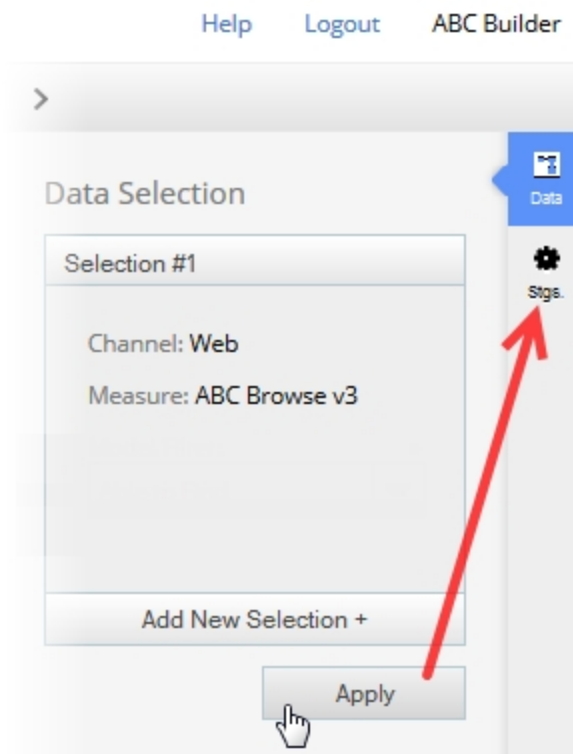 Help Logout ABC Builder
Data Selection
Data
Selection #1
Stgs.
Channel: Web
Measure: ABC Browse v3
Add New Selection +
Apply